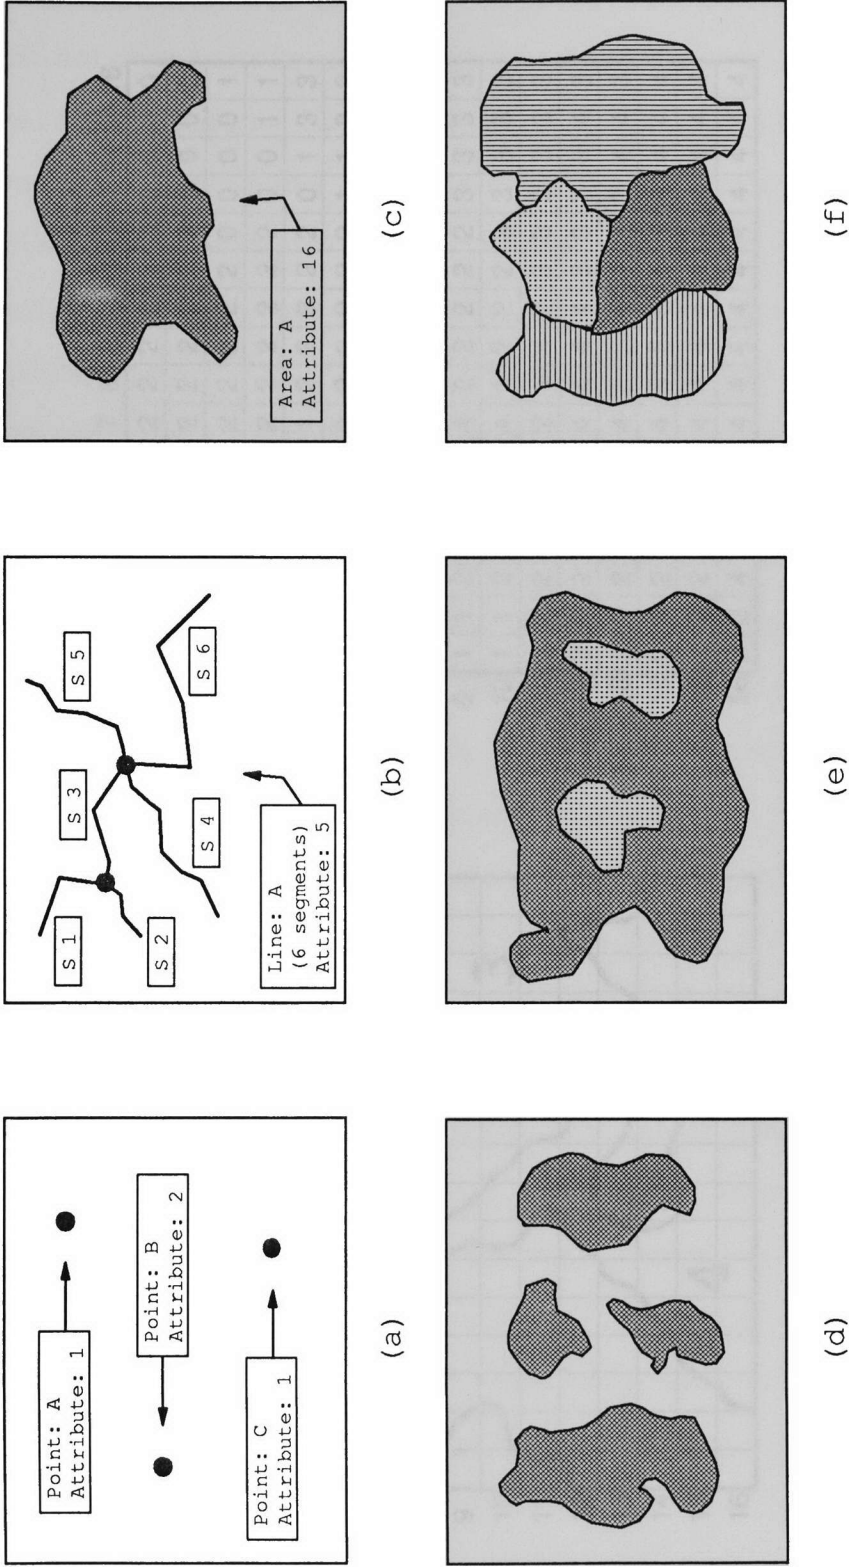 Point: A
Attribute: 1
Point: B
Attribute: 2
Point: C
Attribute: 1
(a)
S 1
S 2
S 3
S 4
S 5
S 6
Line: A
(6 segments)
Attribute: 5
(b)
Area: A
Attribute: 16
(c)
(d)
(e)
(f)